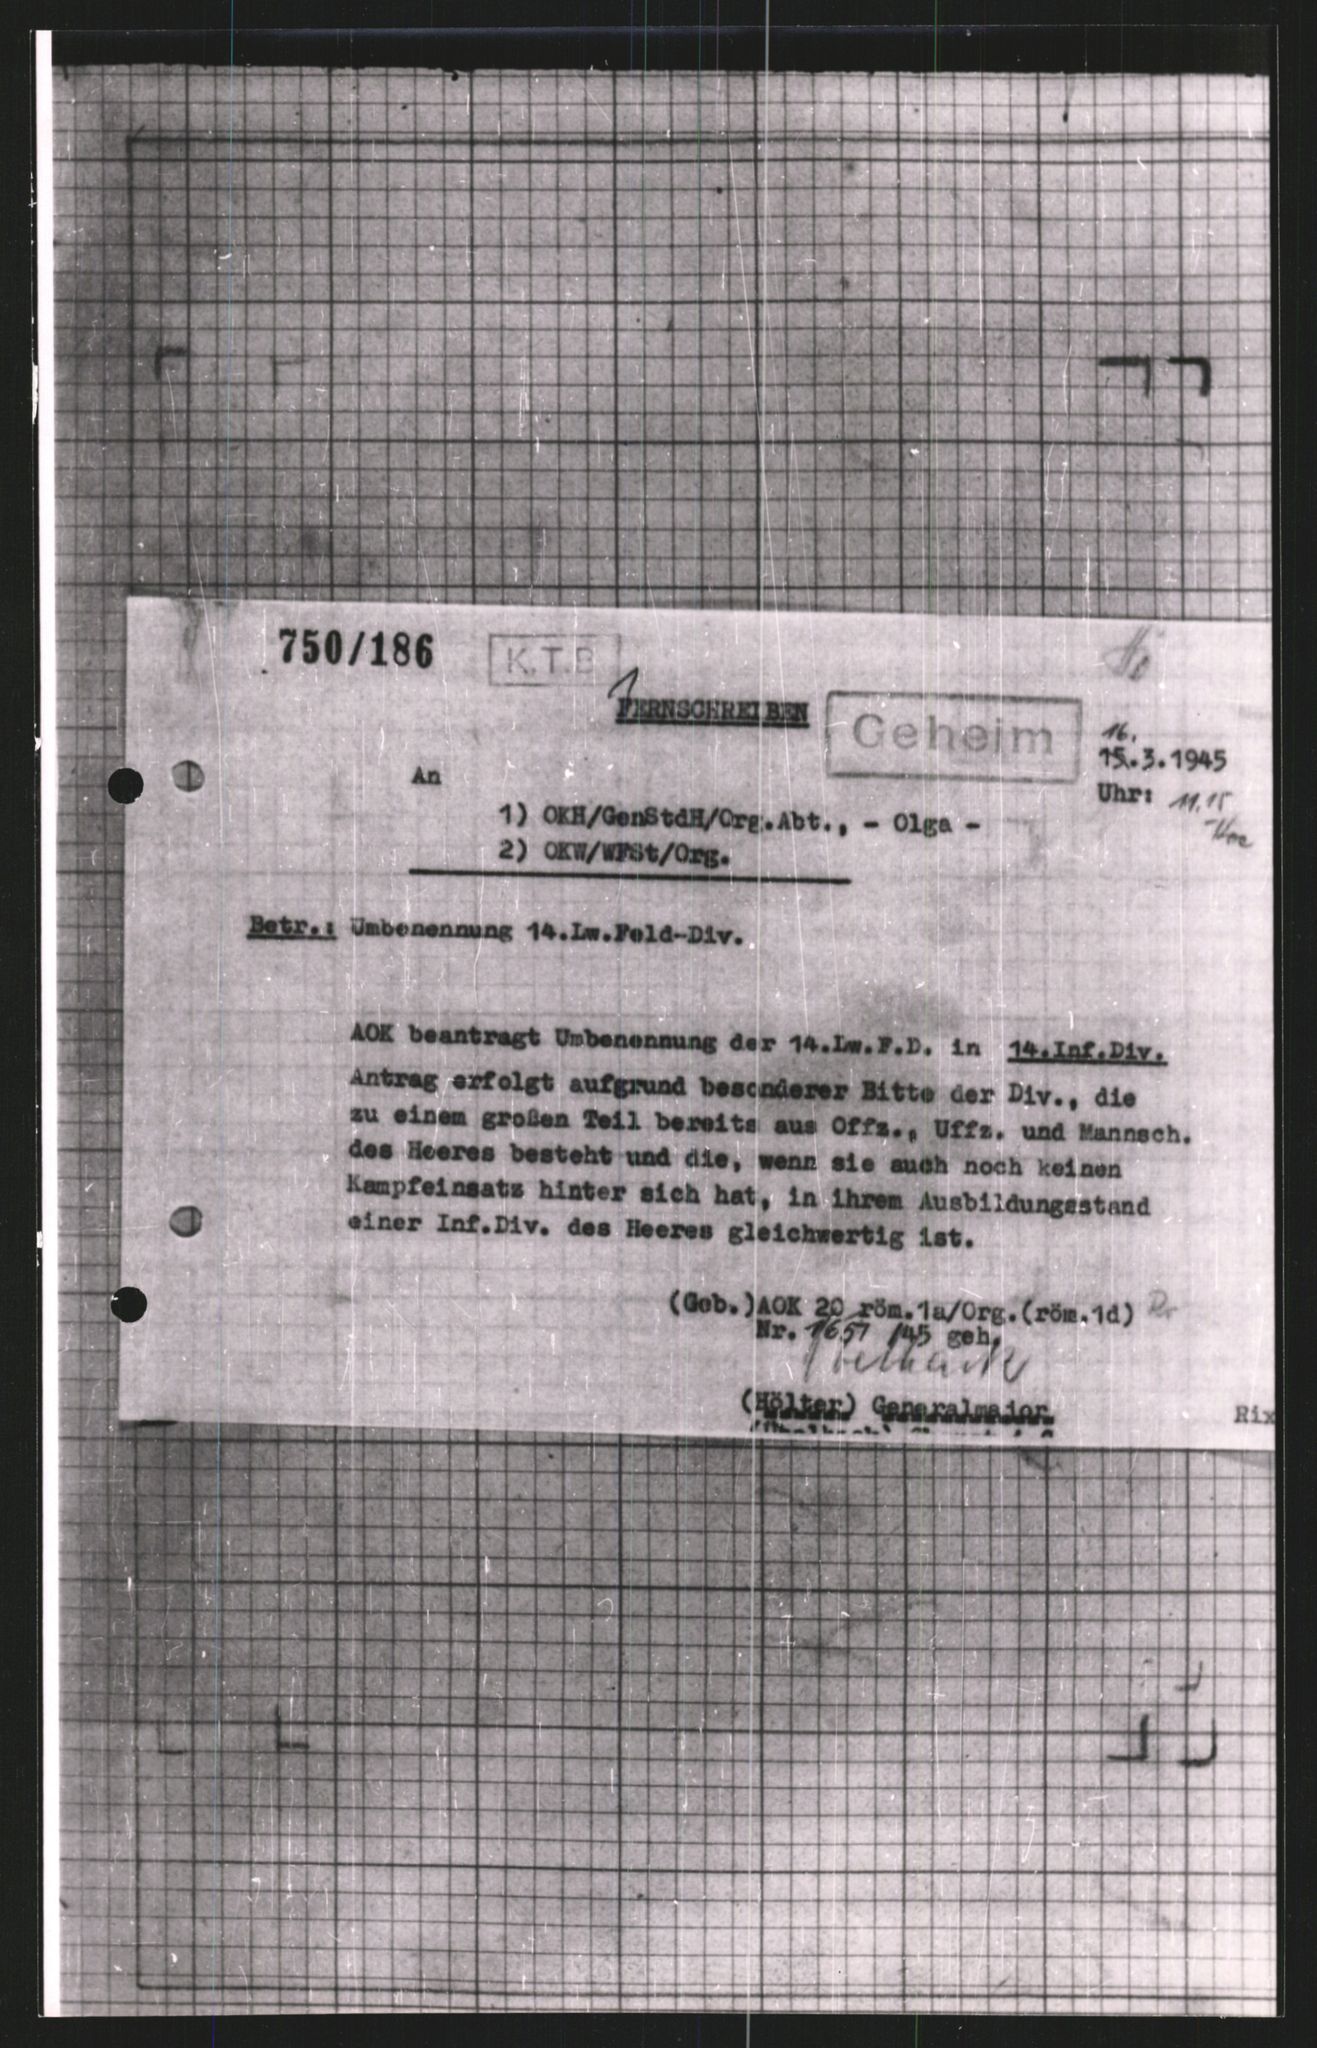 750/186 K.T.B
FERNSCHREIBEN
Geheim
16.
15.3.1945
An
Uhr: 11.15
1) OKH/GenStdH/Org.Abt., - Olga -
2) OKW/WFSt/Org.
Betr.: Umbenennung 14.Lw.Feld-Div.
AOK beantragt Umbenennung der 14.Lw.F.D. in 14.Inf.Div.
Antrag erfolgt aufgrund besonderer Bitte der Div., die
zu einem großen Teil bereits aus Offz., Uffz. und Mannsch.
des Heeres besteht und die, wenn sie auch noch keinen
Kampfeinsatz hinter sich hat, in ihrem Ausbildungsstand
einer Inf.Div. des Heeres gleichwertig ist.
(Geb.)AOK 20 röm.1a/Org.(röm.1d)
Nr. 1657 /45 geh.
(Hölter) Generalmajor
Rix